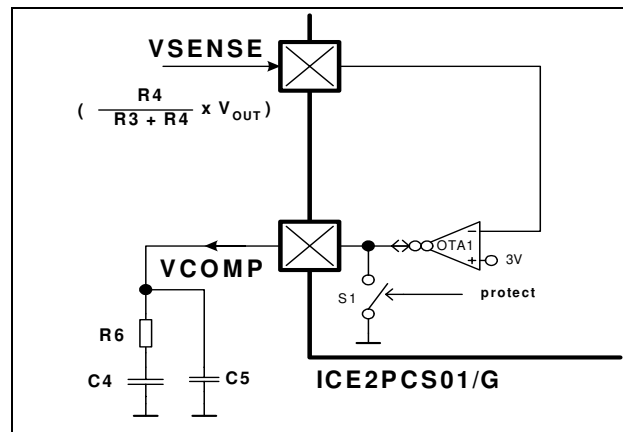 VSENSE
( R4
R3 + R4 x VOUT )
OTA1
3V
VCOMP
S1
protect
R6
C4
C5
ICE2PCS01/G